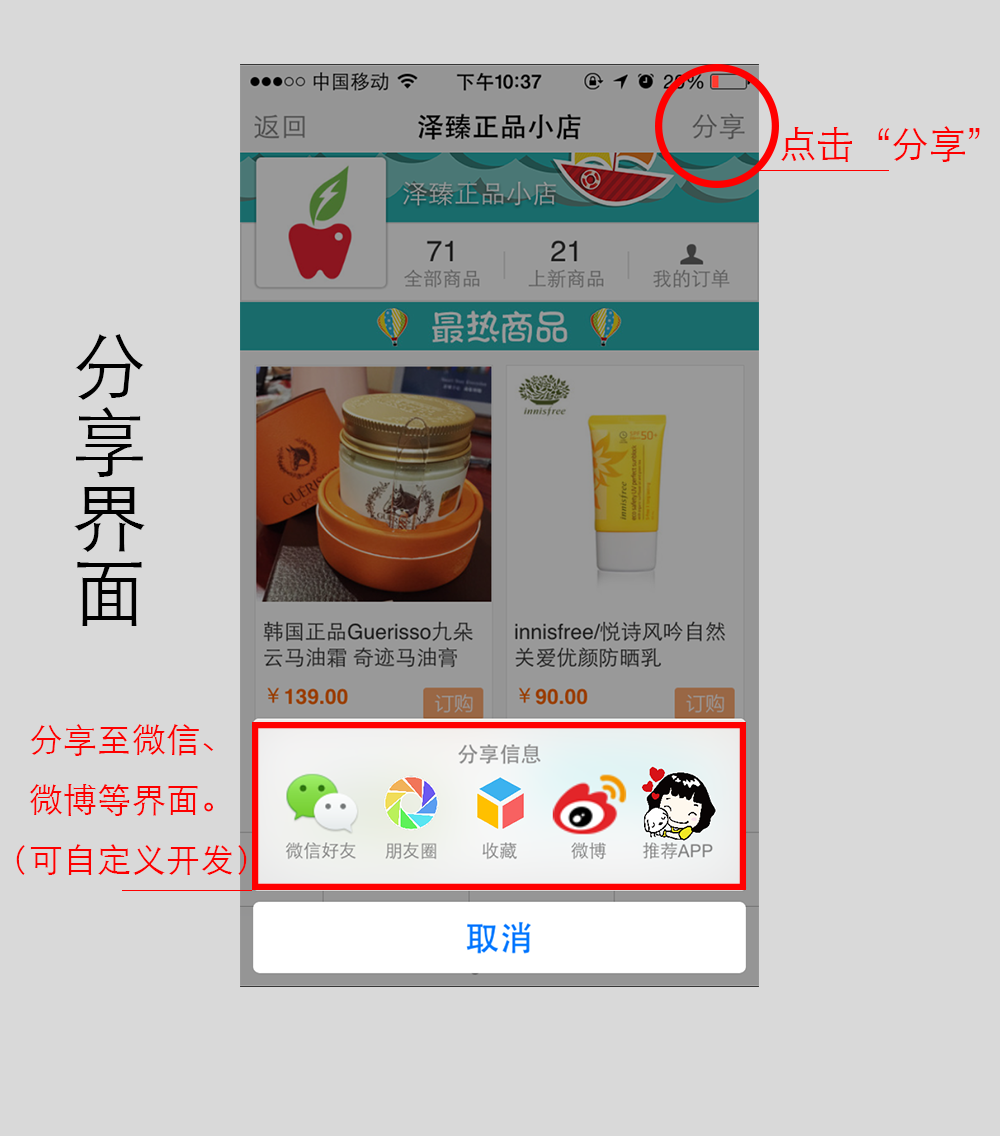 中国移动 下午10:37
返回 泽臻正品小店 分享
点击“分享”
泽臻正品小店
71 21
全部商品 上新商品 我的订单
最热商品
分享界面
GUERISSO
innisfree
50+
innisfree
韩国正品Guerisso九朵
云马油霜 奇迹马油膏
¥139.00 订购
innisfree/悦诗风吟自然
关爱优颜防晒乳
¥90.00 订购
分享至微信、
微博等界面。
（可自定义开发）
分享信息
微信好友 朋友圈 收藏 微博 推荐APP
取消